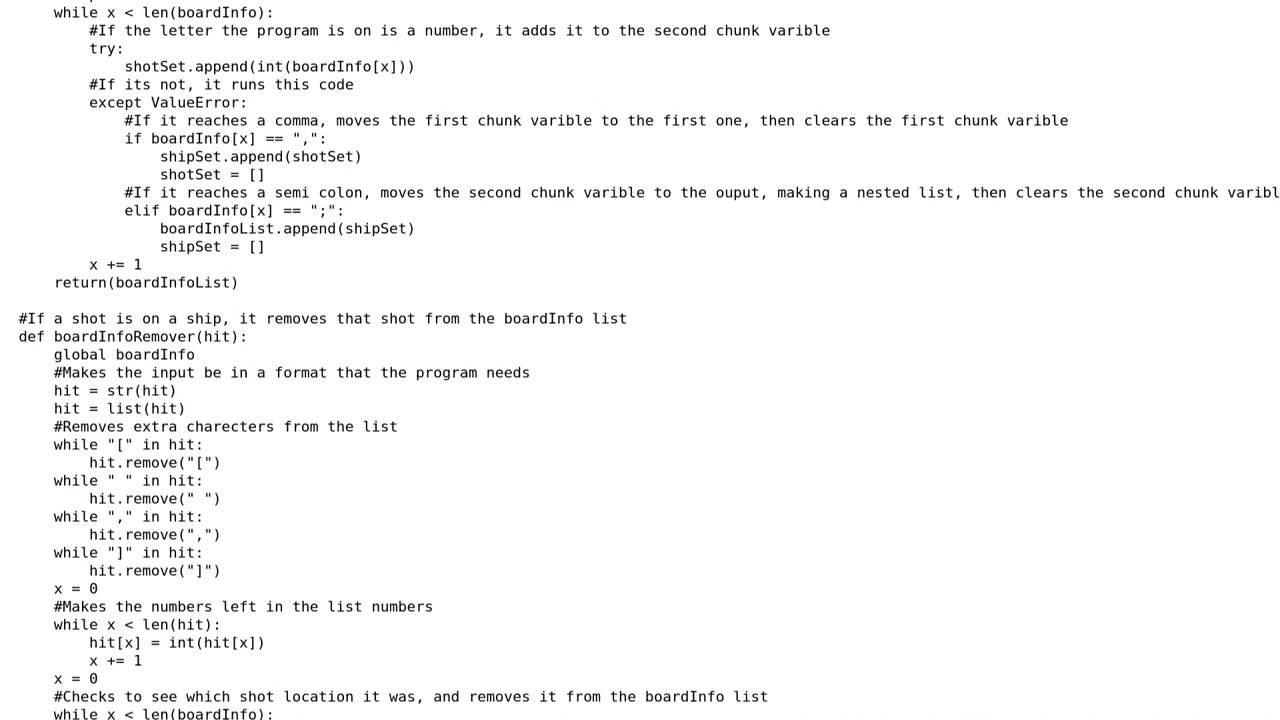 while x < len(boardInfo):
#If the letter the program is on is a number, it adds it to the second chunk varible
try:
shotSet.append(int(boardInfo[x]))
#If its not, it runs this code
except ValueError:
#If it reaches a comma, moves the first chunk varible to the first one, then clears the first chunk varible
if boardInfo[x] == ",":
shipSet.append(shotSet)
shotSet = []
#If it reaches a semi colon, moves the second chunk varible to the ouput, making a nested list, then clears the second chunk varibl
elif boardInfo[x] == ";":
boardInfoList.append(shipSet)
shipSet = []
x += 1
return(boardInfoList)
#If a shot is on a ship, it removes that shot from the boardInfo list
def boardInfoRemover(hit):
global boardInfo
#Makes the input be in a format that the program needs
hit = str(hit)
hit = list(hit)
#Removes extra charecters from the list
while "[" in hit:
hit.remove("[")
while " " in hit:
hit.remove(" ")
while "," in hit:
hit.remove(",")
while "]" in hit:
hit.remove("]")
x = 0
#Makes the numbers left in the list numbers
while x < len(hit):
hit[x] = int(hit[x])
x += 1
x = 0
#Checks to see which shot location it was, and removes it from the boardInfo list
while x < len(boardInfo):